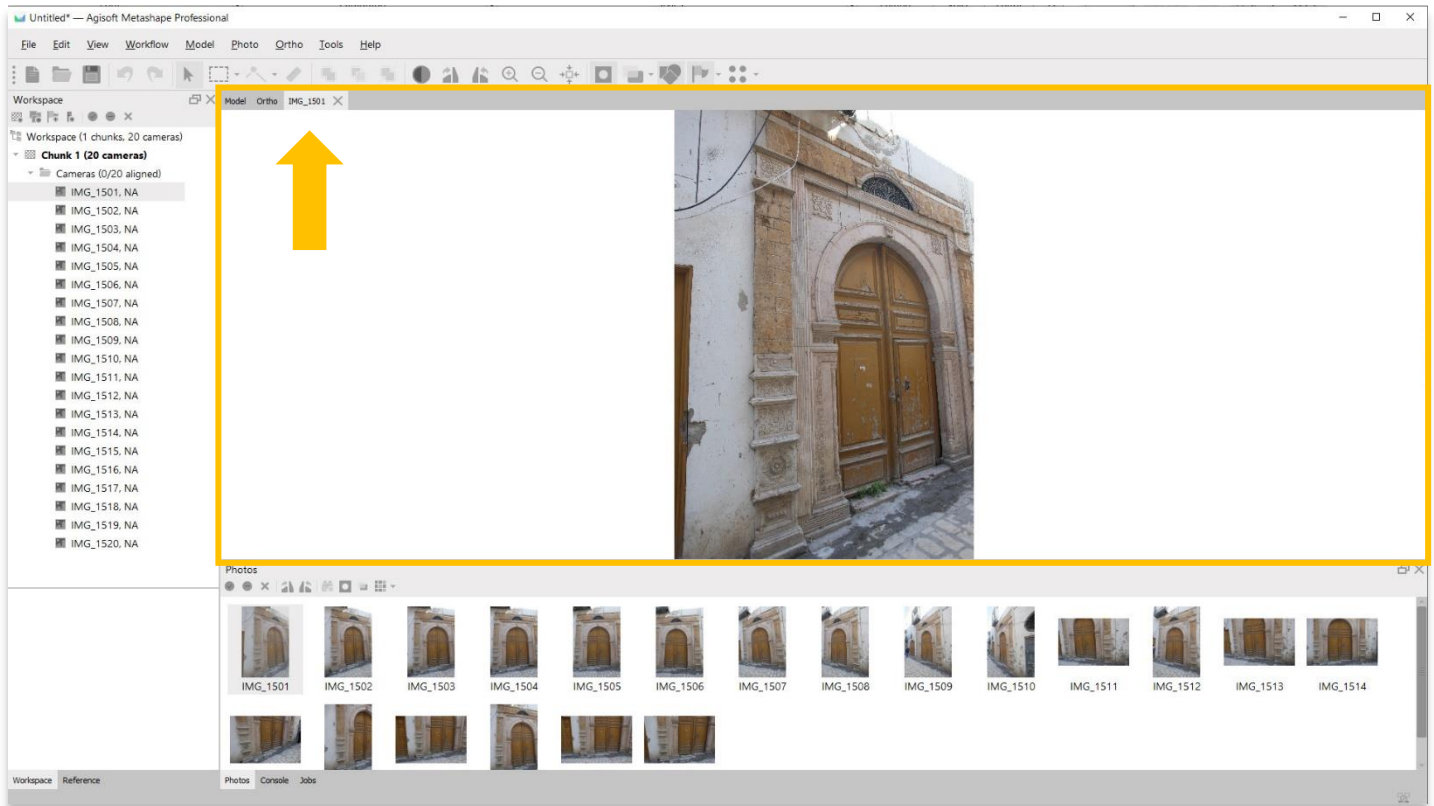 Untitled* — Agisoft Metashape Professional
File Edit View Workflow Model Photo Ortho Tools Help
Workspace
Model Ortho IMG_1501
Workspace (1 chunks, 20 cameras)
Chunk 1 (20 cameras)
Cameras (0/20 aligned)
IMG_1501, NA
IMG_1502, NA
IMG_1503, NA
IMG_1504, NA
IMG_1505, NA
IMG_1506, NA
IMG_1507, NA
IMG_1508, NA
IMG_1509, NA
IMG_1510, NA
IMG_1511, NA
IMG_1512, NA
IMG_1513, NA
IMG_1514, NA
IMG_1515, NA
IMG_1516, NA
IMG_1517, NA
IMG_1518, NA
IMG_1519, NA
IMG_1520, NA
Photos
IMG_1501 IMG_1502 IMG_1503 IMG_1504 IMG_1505 IMG_1506 IMG_1507 IMG_1508 IMG_1509 IMG_1510 IMG_1511 IMG_1512 IMG_1513 IMG_1514
Workspace Reference
Photos Console Jobs